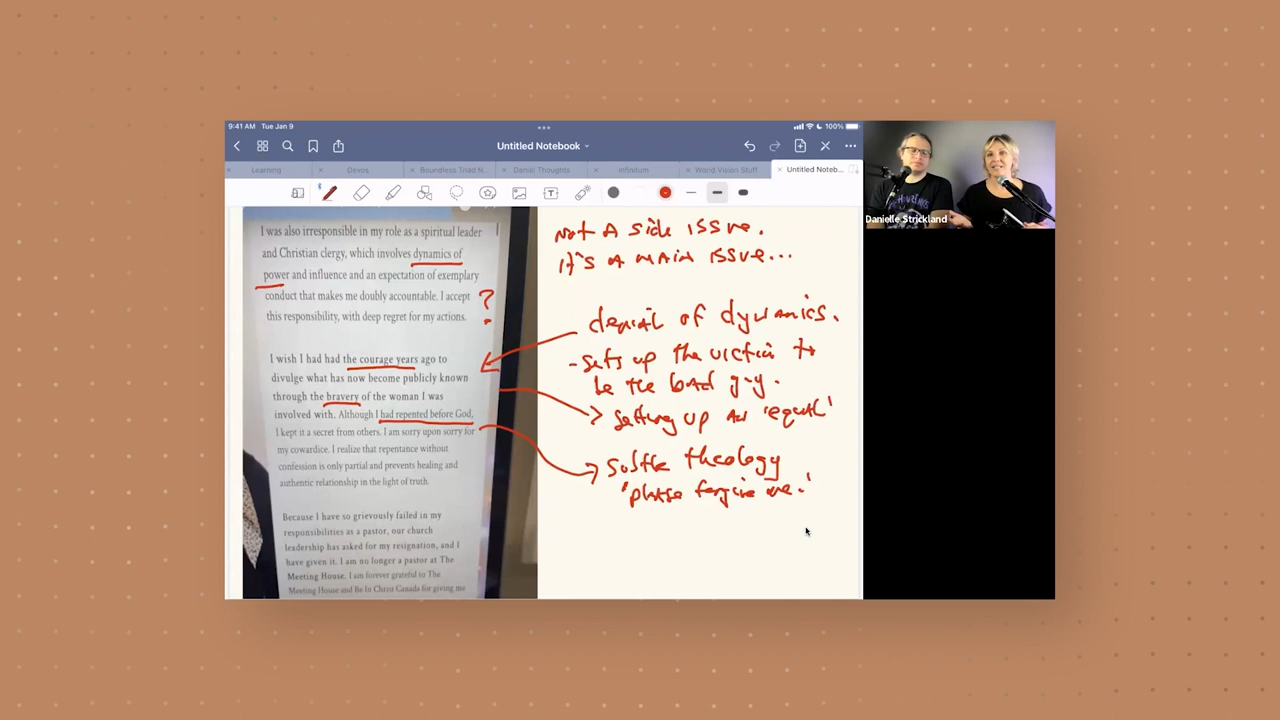 9:41 AM Tue Jan 9
100%
Untitled Notebook
Learning
Devos
Boundless Triad N...
Danial Thoughts
infinitum
World Vision Stuff
Untitled Noteb...
I was also irresponsible in my role as a spiritual leader
and Christian clergy, which involves dynamics of
power and influence and an expectation of exemplary
conduct that makes me doubly accountable. I accept
this responsibility, with deep regret for my actions.
?
I wish I had had the courage years ago to
divulge what has now become publicly known
through the bravery of the woman I was
involved with. Although I had repented before God,
I kept it a secret from others. I am sorry upon sorry for
my cowardice. I realize that repentance without
confession is only partial and prevents healing and
authentic relationship in the light of truth.
Because I have so grievously failed in my
responsibilities as a pastor, our church
leadership has asked for my resignation, and I
have given it. I am no longer a pastor at The
Meeting House. I am forever grateful to The
Meeting House and Be In Christ Canada for giving me
Not A side issue.
It's A main issue...
denial of dynamics.
- Sets up the victim to
be the bad guy.
Setting up an 'equal'
Subtle theology
'please forgive me.'
Danielle Strickland